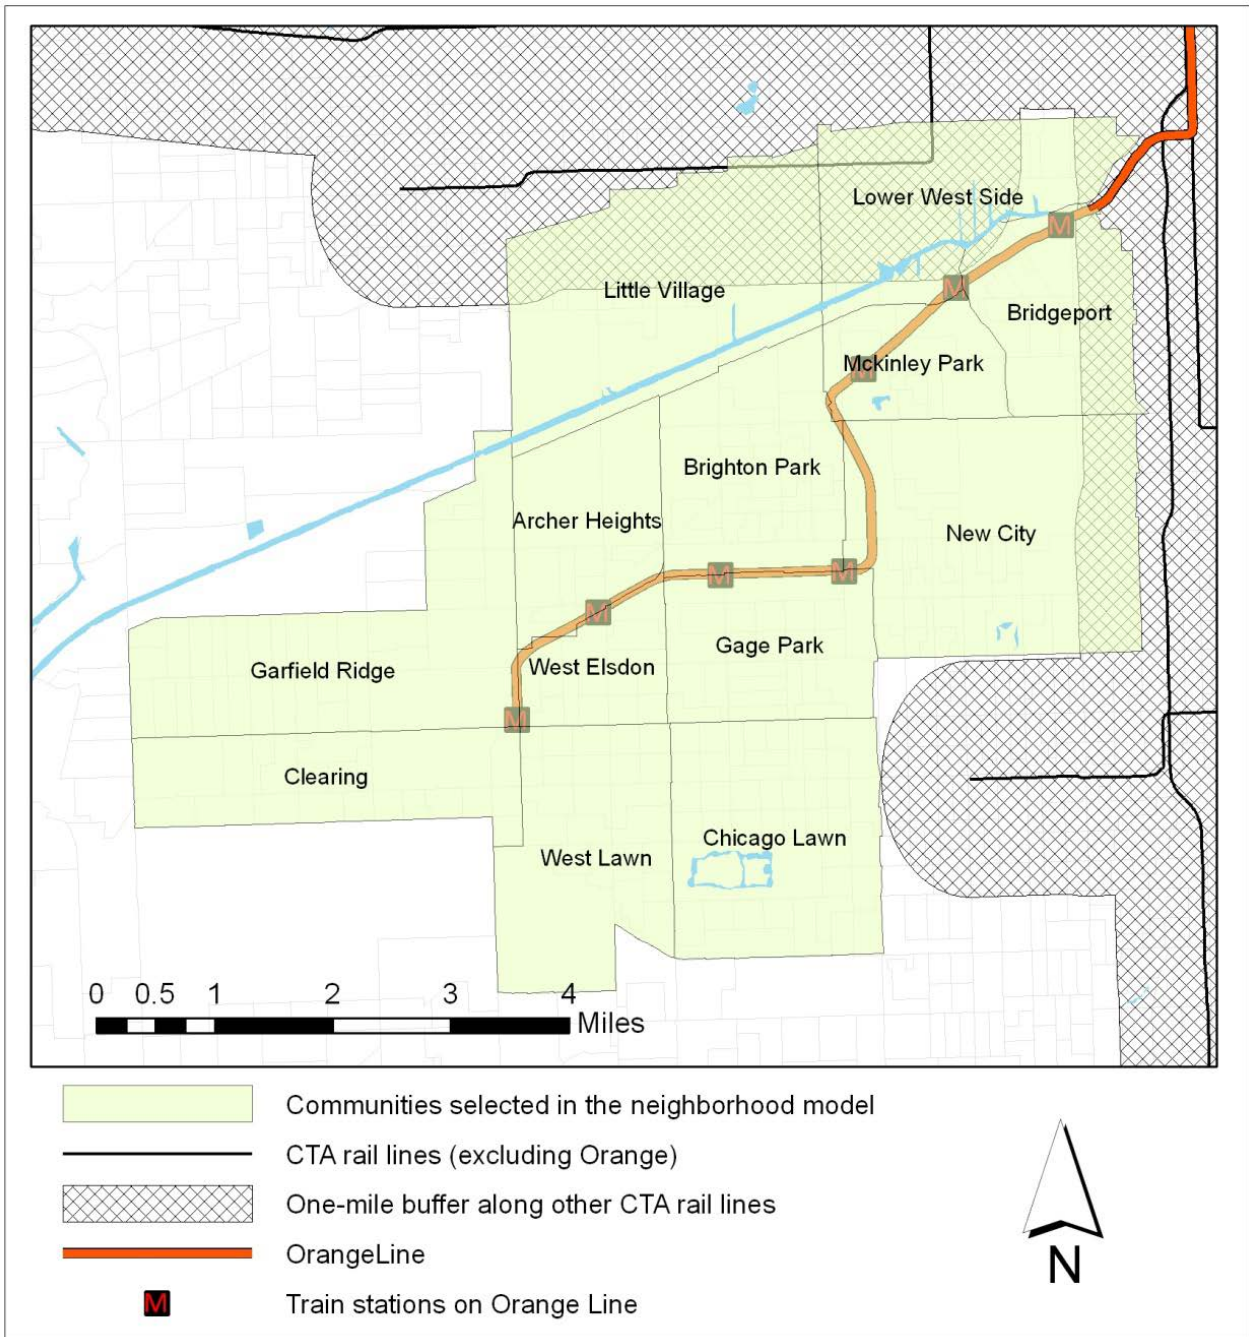 Lower West Side
M
Little Village
M
Bridgeport
Mckinley Park
M
Brighton Park
Archer Heights
New City
M
M
M
Gage Park
West Elsdon
Garfield Ridge
M
Clearing
Chicago Lawn
West Lawn
0 0.5 1 2 3 4
Miles
Communities selected in the neighborhood model
CTA rail lines (excluding Orange)
One-mile buffer along other CTA rail lines
OrangeLine
M
Train stations on Orange Line
N